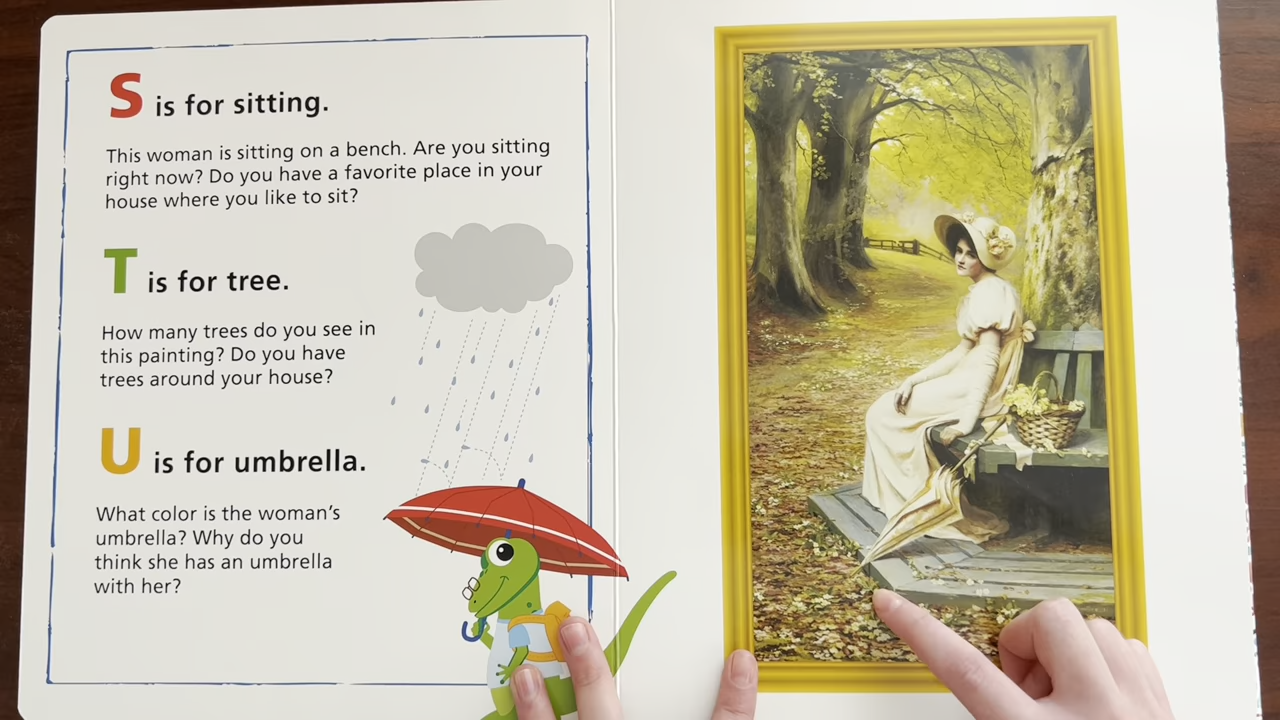 S is for sitting.
This woman is sitting on a bench. Are you sitting
right now? Do you have a favorite place in your
house where you like to sit?
T is for tree.
How many trees do you see in
this painting? Do you have
trees around your house?
U is for umbrella.
What color is the woman's
umbrella? Why do you
think she has an umbrella
with her?